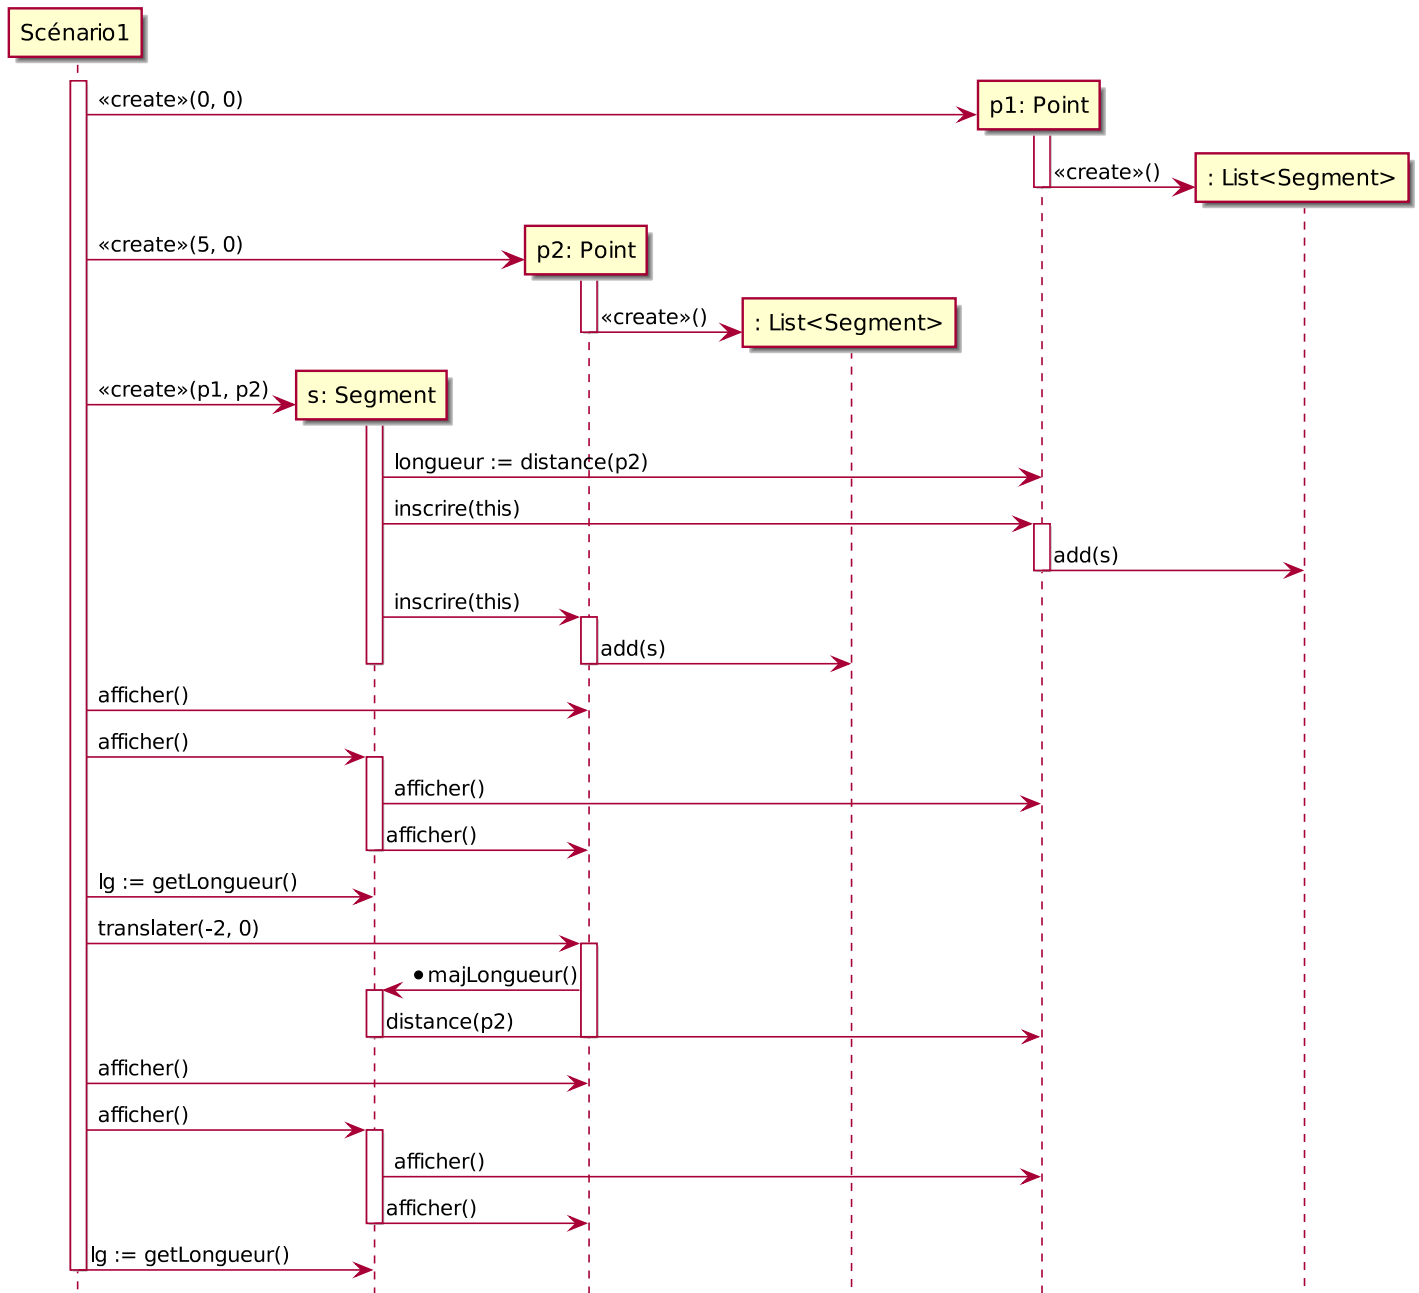 Scénario1
«create»(0, 0)
p1: Point
«create»()
: List<Segment>
«create»(5, 0)
p2: Point
«create»()
: List<Segment>
«create»(p1, p2)
s: Segment
longueur := distance(p2)
inscrire(this)
add(s)
inscrire(this)
add(s)
afficher()
afficher()
afficher()
afficher()
lg := getLongueur()
translater(-2, 0)
•majLongueur()
distance(p2)
afficher()
afficher()
afficher()
afficher()
lg := getLongueur()